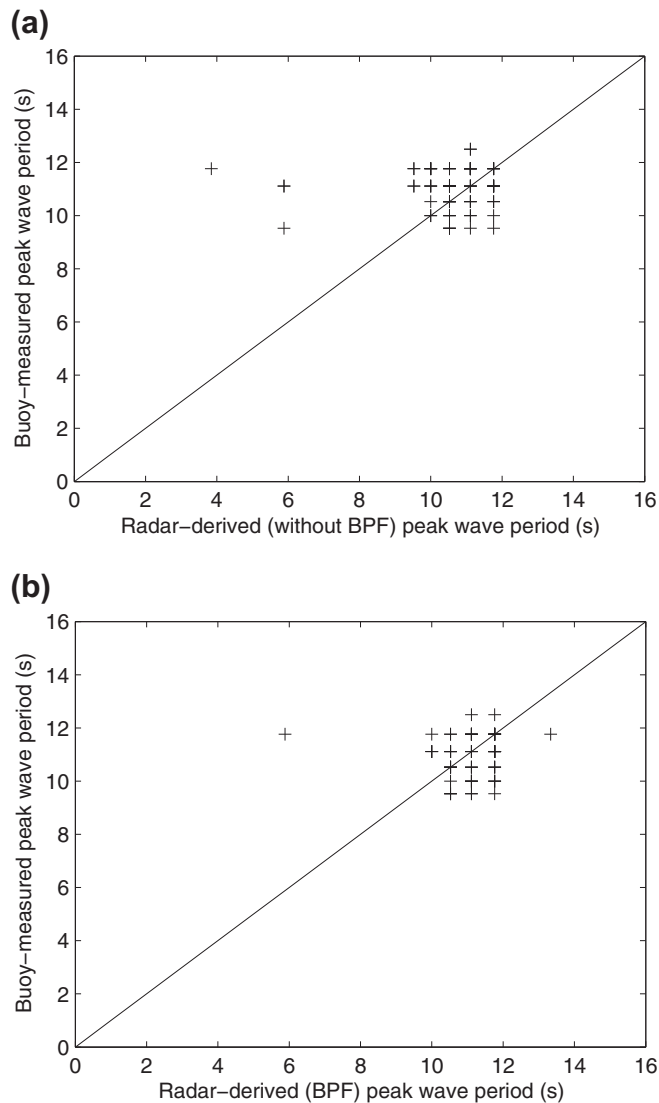 (a)
16
14
12
10
8
6
4
2
0
Buoy-measured peak wave period (s)
0 2 4 6 8 10 12 14 16
Radar-derived (without BPF) peak wave period (s)
(b)
16
14
12
10
8
6
4
2
0
Buoy-measured peak wave period (s)
0 2 4 6 8 10 12 14 16
Radar-derived (BPF) peak wave period (s)